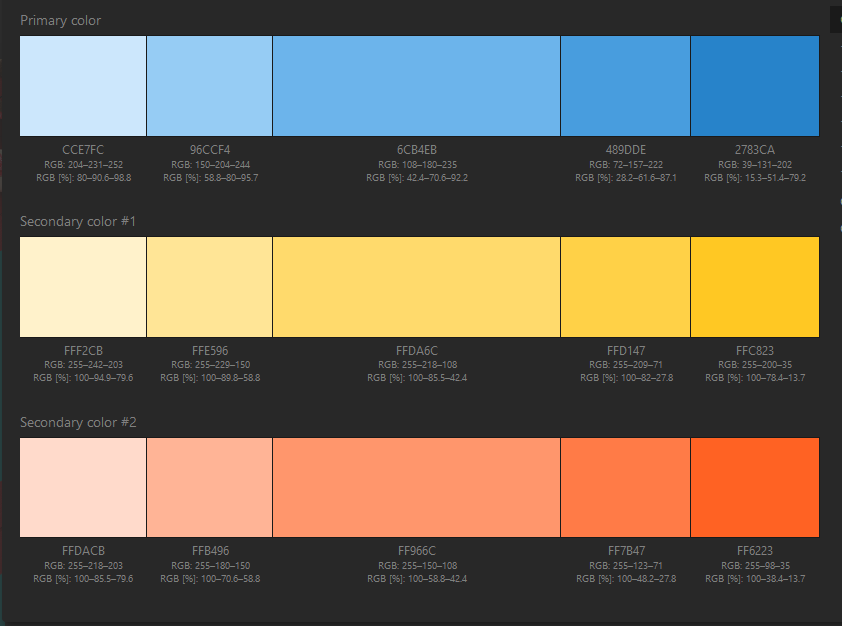 Primary color
CCE7FC 96CCF4 6CB4EB 489DDE 2783CA
RGB: 204–231–252 RGB: 150–204–244 RGB: 108–180–235 RGB: 72–157–222 RGB: 39–131–202
RGB [%]: 80–90.6–98.8 RGB [%]: 58.8–80–95.7 RGB [%]: 42.4–70.6–92.2 RGB [%]: 28.2–61.6–87.1 RGB [%]: 15.3–51.4–79.2
Secondary color #1
FFF2CB FFE596 FFDA6C FFD147 FFC823
RGB: 255–242–203 RGB: 255–229–150 RGB: 255–218–108 RGB: 255–209–71 RGB: 255–200–35
RGB [%]: 100–94.9–79.6 RGB [%]: 100–89.8–58.8 RGB [%]: 100–85.5–42.4 RGB [%]: 100–82–27.8 RGB [%]: 100–78.4–13.7
Secondary color #2
FFDACB FFB496 FF966C FF7B47 FF6223
RGB: 255–218–203 RGB: 255–180–150 RGB: 255–150–108 RGB: 255–123–71 RGB: 255–98–35
RGB [%]: 100–85.5–79.6 RGB [%]: 100–70.6–58.8 RGB [%]: 100–58.8–42.4 RGB [%]: 100–48.2–27.8 RGB [%]: 100–38.4–13.7